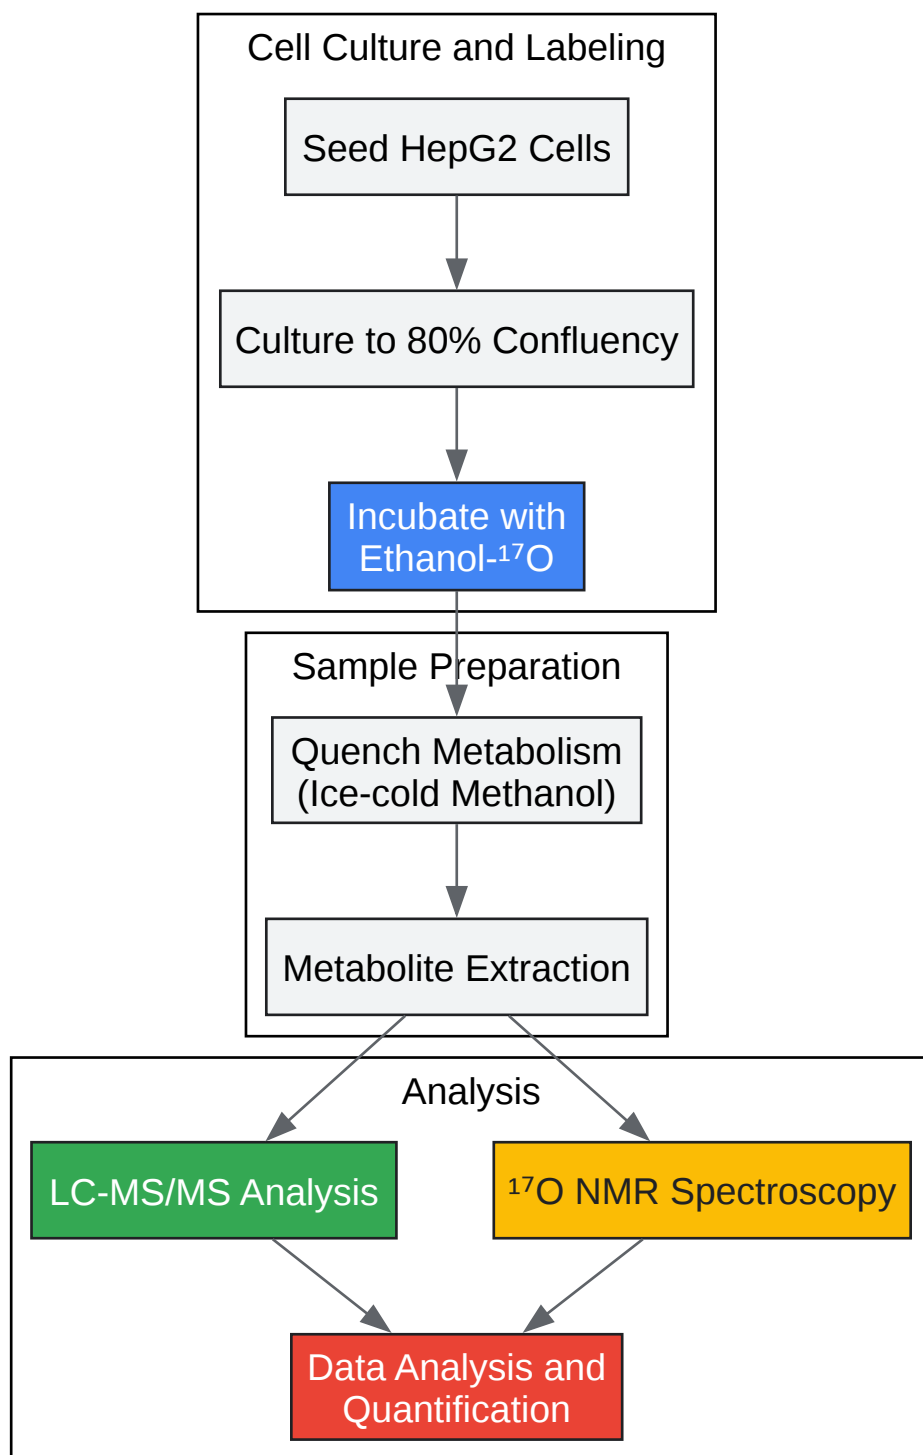 Cell Culture and Labeling
Seed HepG2 Cells
Culture to 80% Confluency
Incubate with
Ethanol-¹⁷O
Sample Preparation
Quench Metabolism
(Ice-cold Methanol)
Metabolite Extraction
Analysis
LC-MS/MS Analysis
¹⁷O NMR Spectroscopy
Data Analysis and
Quantification